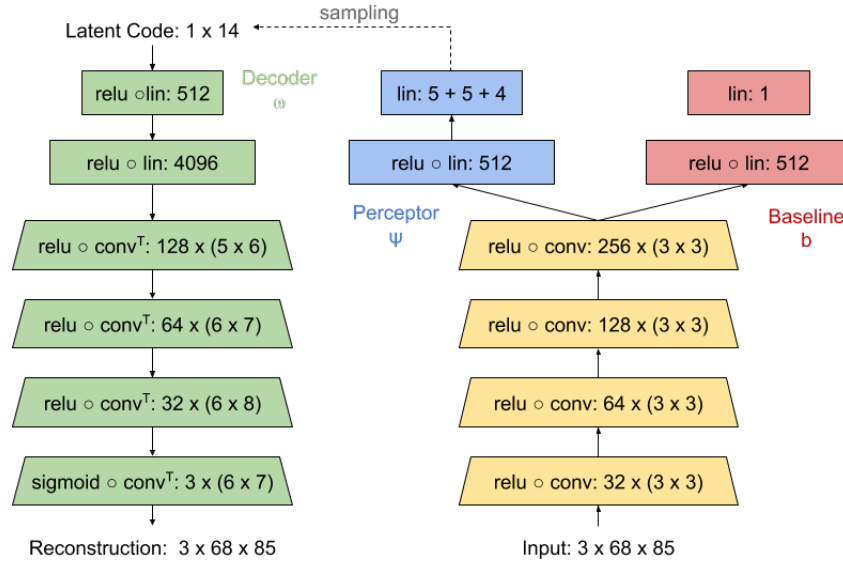 sampling
Latent Code: 1 x 14
relu ○lin: 512
Decoder
ω
relu ○ lin: 4096
relu ○ convᵀ: 128 x (5 x 6)
relu ○ convᵀ: 64 x (6 x 7)
relu ○ convᵀ: 32 x (6 x 8)
sigmoid ○ convᵀ: 3 x (6 x 7)
Reconstruction: 3 x 68 x 85
lin: 5 + 5 + 4
relu ○ lin: 512
Perceptor
Ψ
lin: 1
relu ○ lin: 512
Baseline
b
relu ○ conv: 256 x (3 x 3)
relu ○ conv: 128 x (3 x 3)
relu ○ conv: 64 x (3 x 3)
relu ○ conv: 32 x (3 x 3)
Input: 3 x 68 x 85